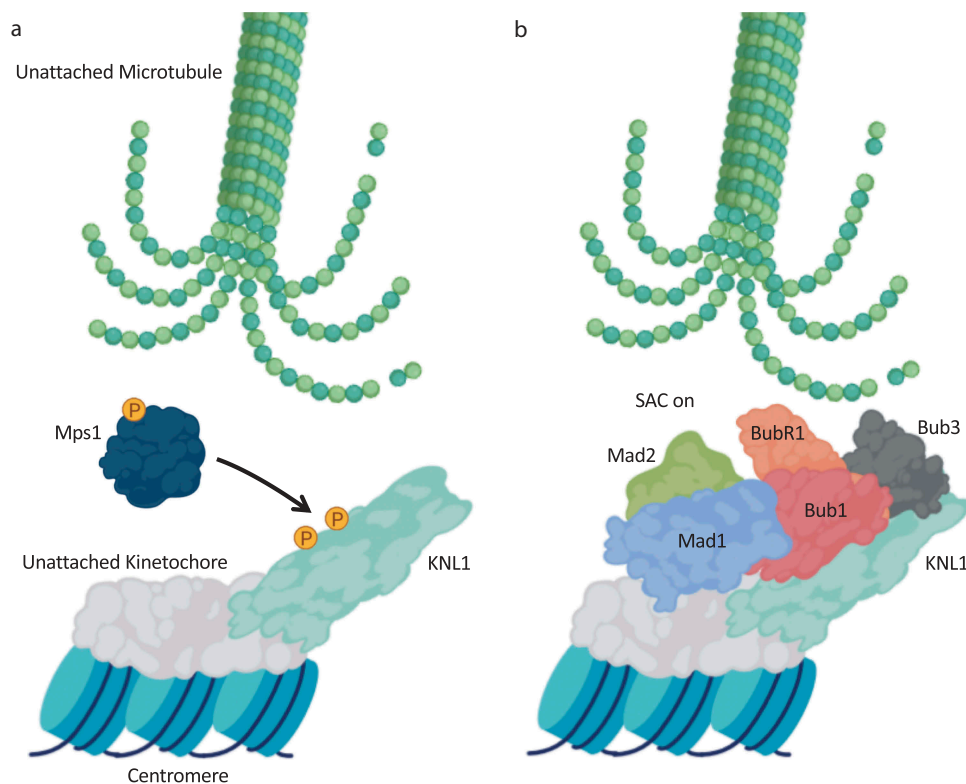 a
Unattached Microtubule
P
Mps1
P
P
Unattached Kinetochore
KNL1
Centromere
b
SAC on
BubR1
Bub3
Mad2
Bub1
Mad1
KNL1